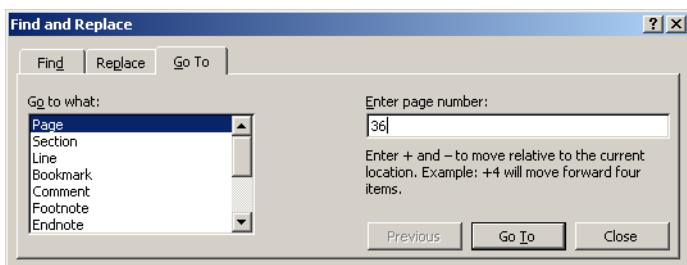 Find and Replace
Find Replace Go To
Go to what:
Page
Section
Line
Bookmark
Comment
Footnote
Endnote
Enter page number:
36
Enter + and – to move relative to the current
location. Example: +4 will move forward four
items.
Previous Go To Close